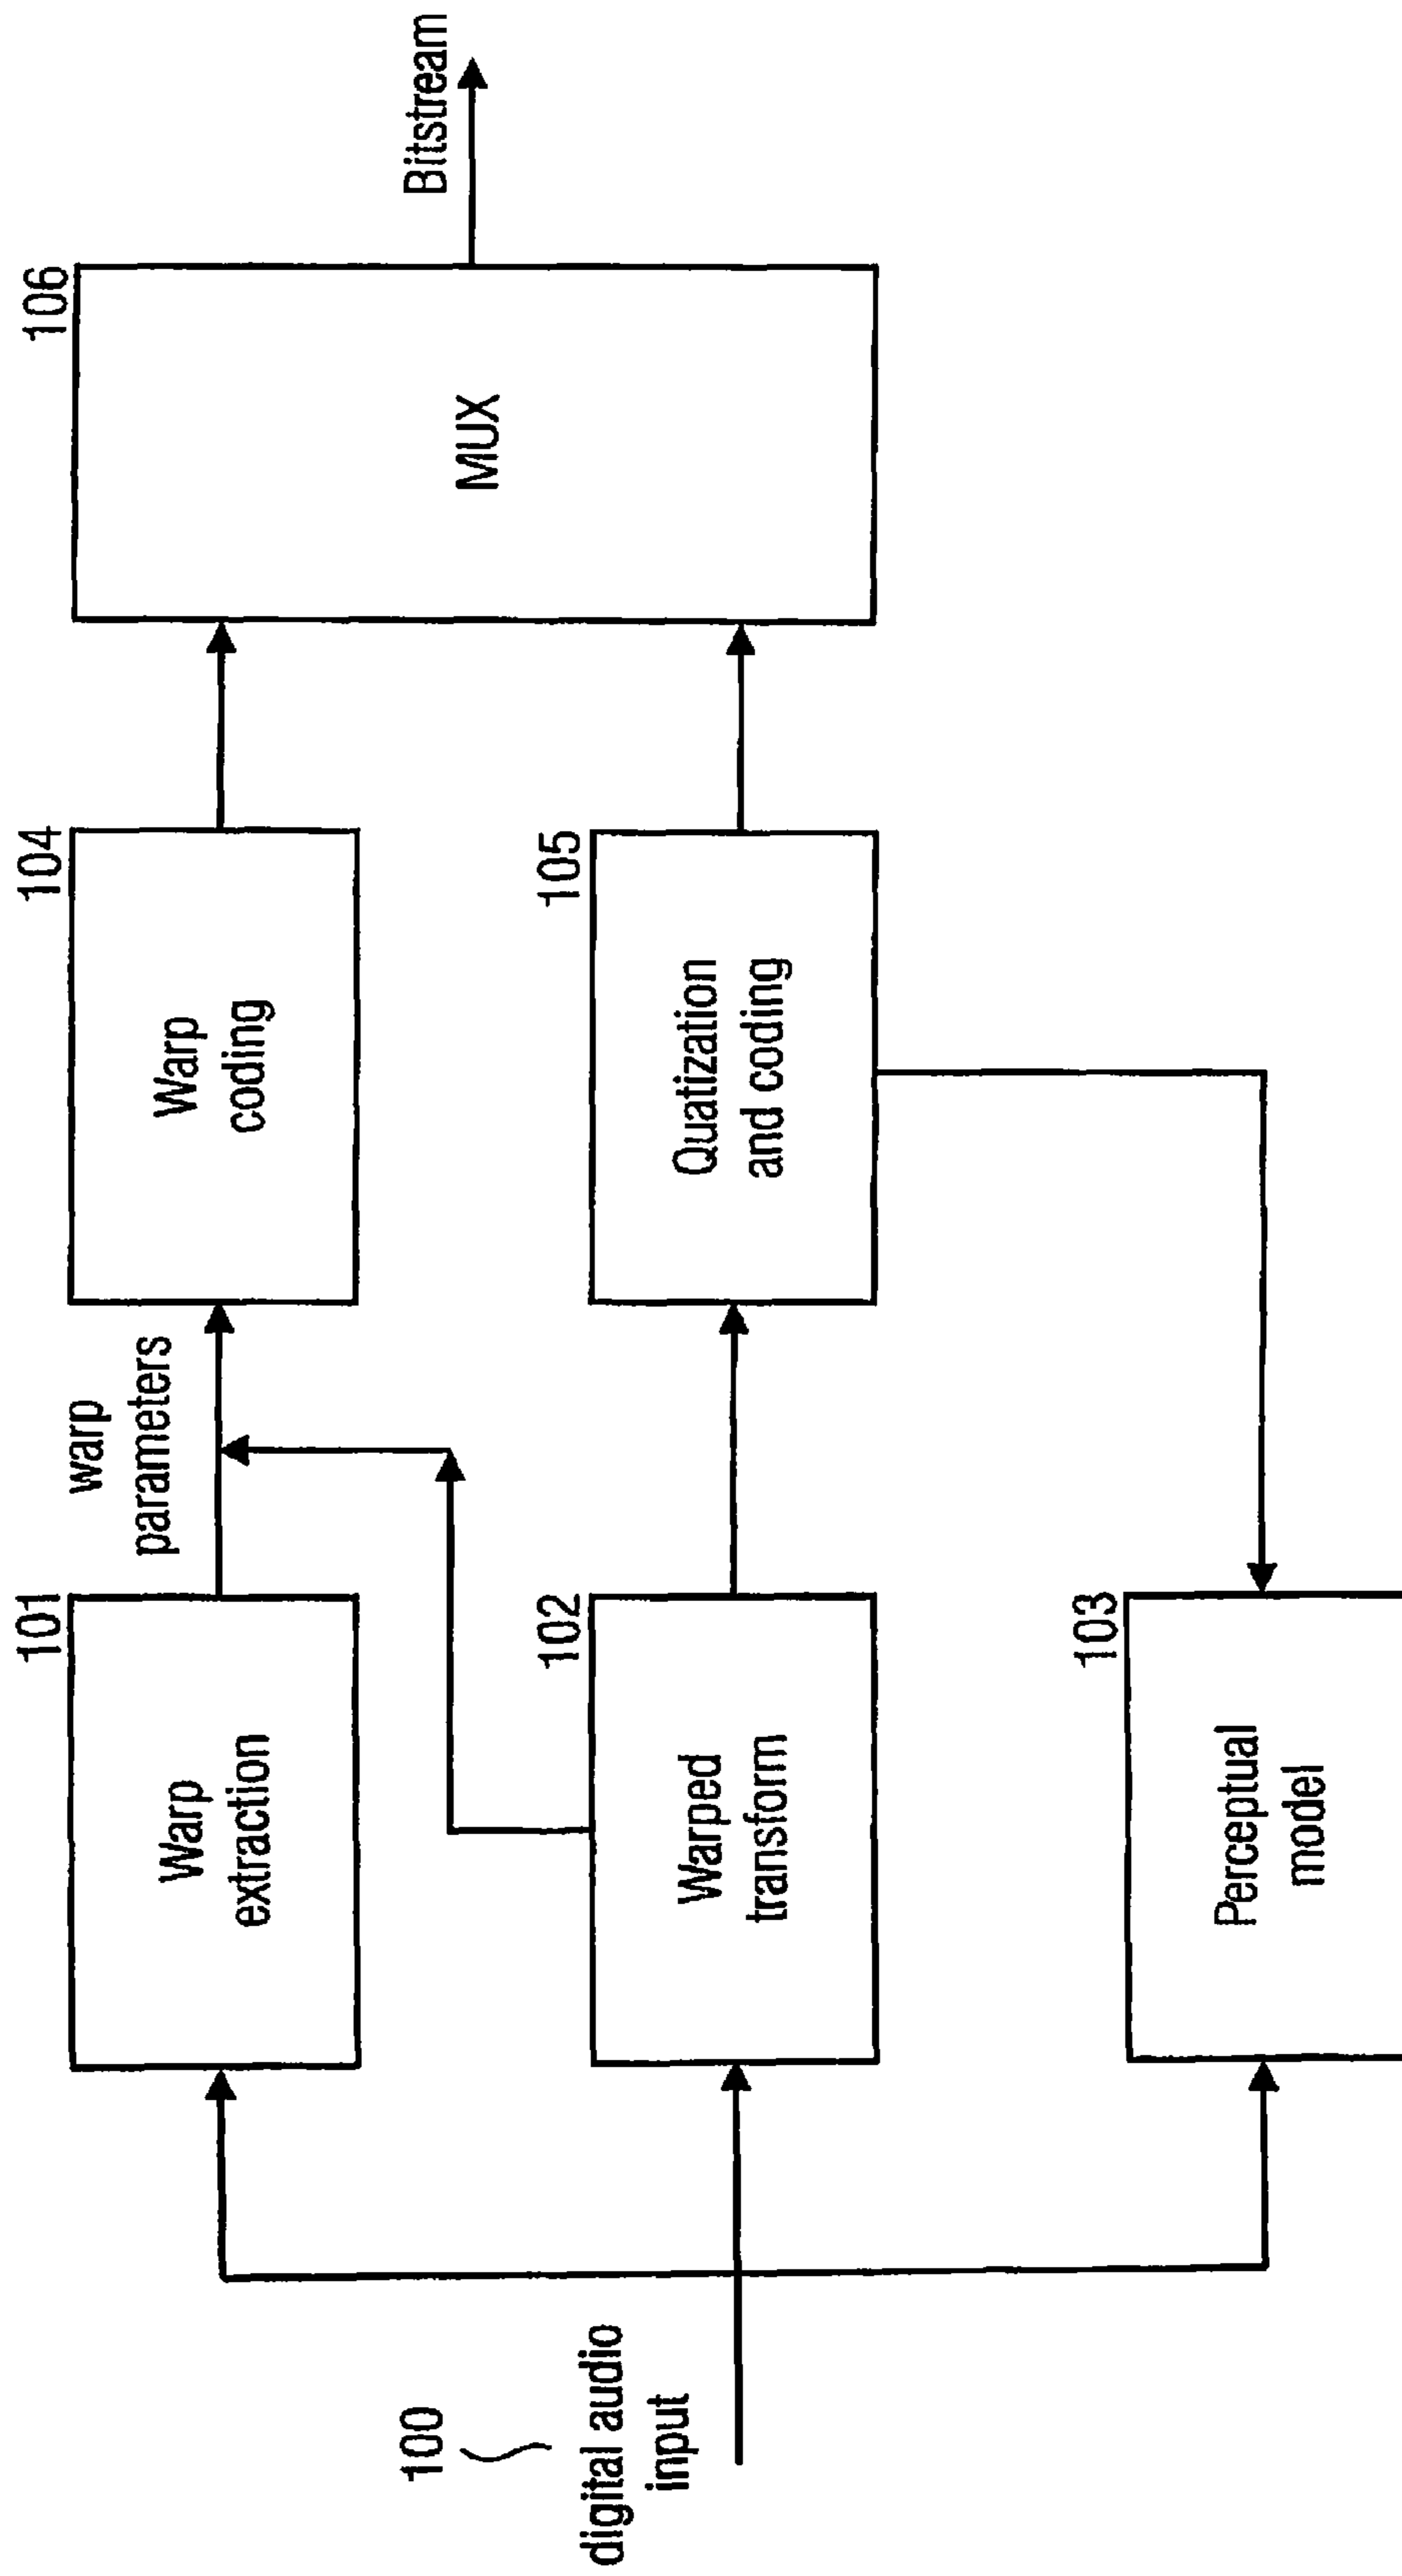 100
digital audio
input
101
Warp
extraction
warp
parameters
104
Warp
coding
106
MUX
Bitstream
102
Warped
transform
105
Quatization
and coding
103
Perceptual
model